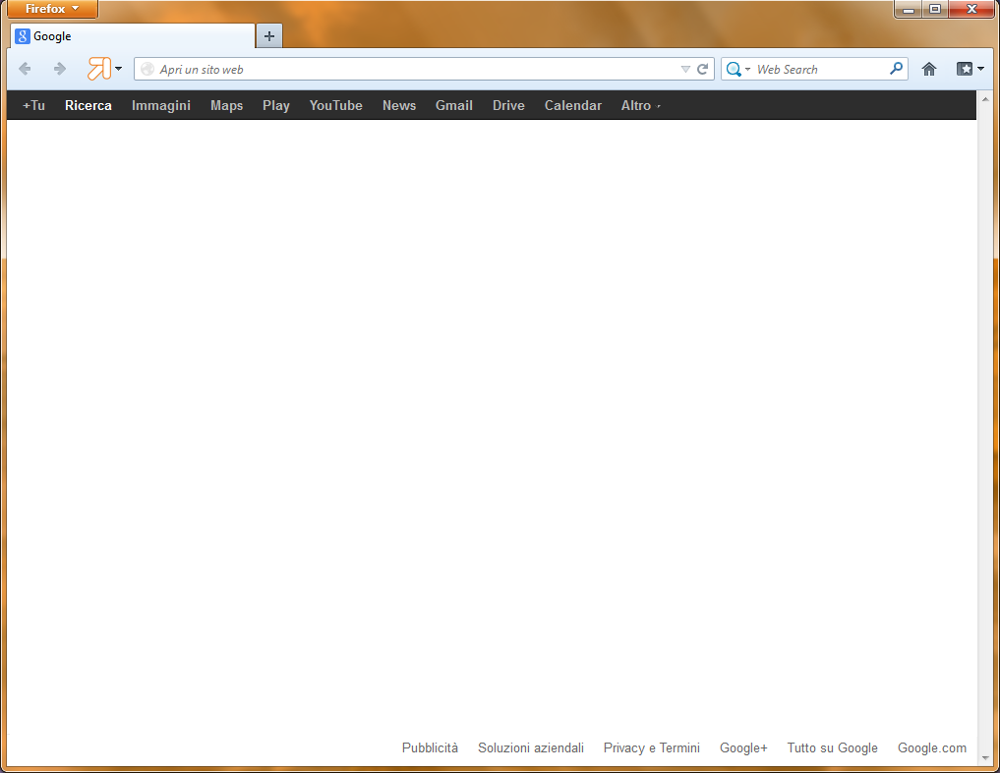 Firefox
Google
Apri un sito web
Web Search
+Tu Ricerca Immagini Maps Play YouTube News Gmail Drive Calendar Altro
Pubblicità Soluzioni aziendali Privacy e Termini Google+ Tutto su Google Google.com